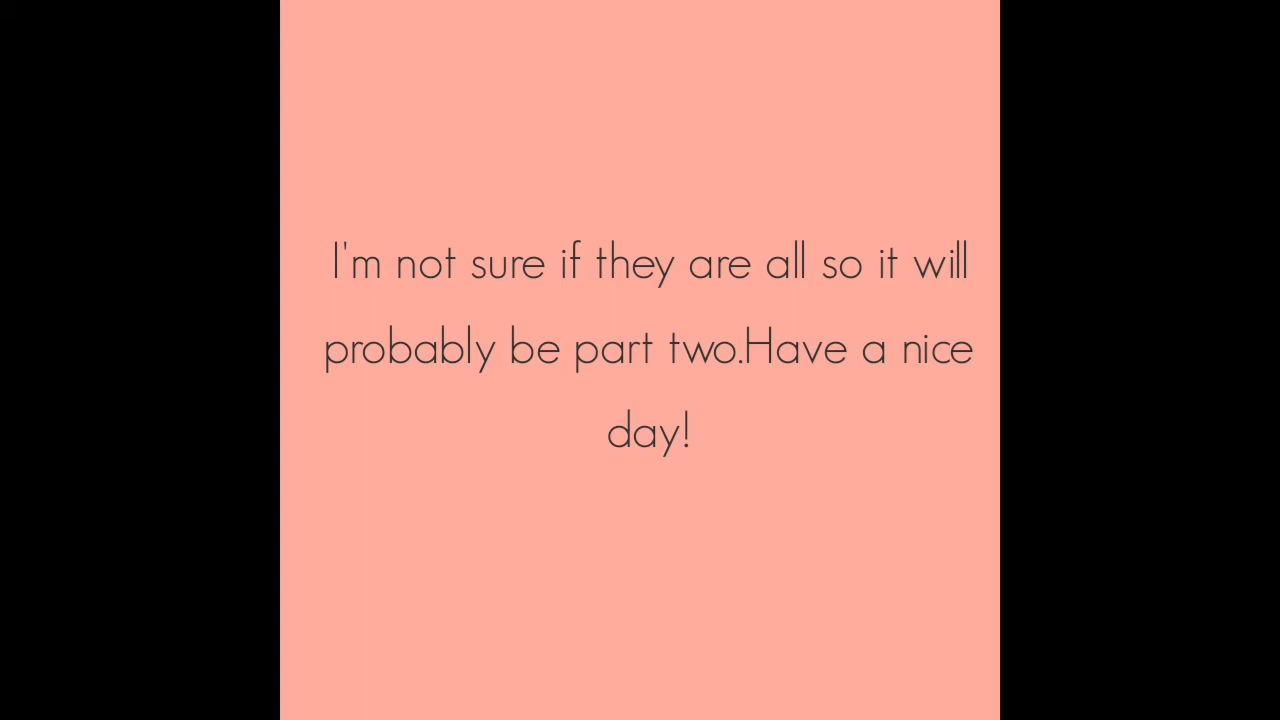 I'm not sure if they are all so it will
probably be part two.Have a nice
day!